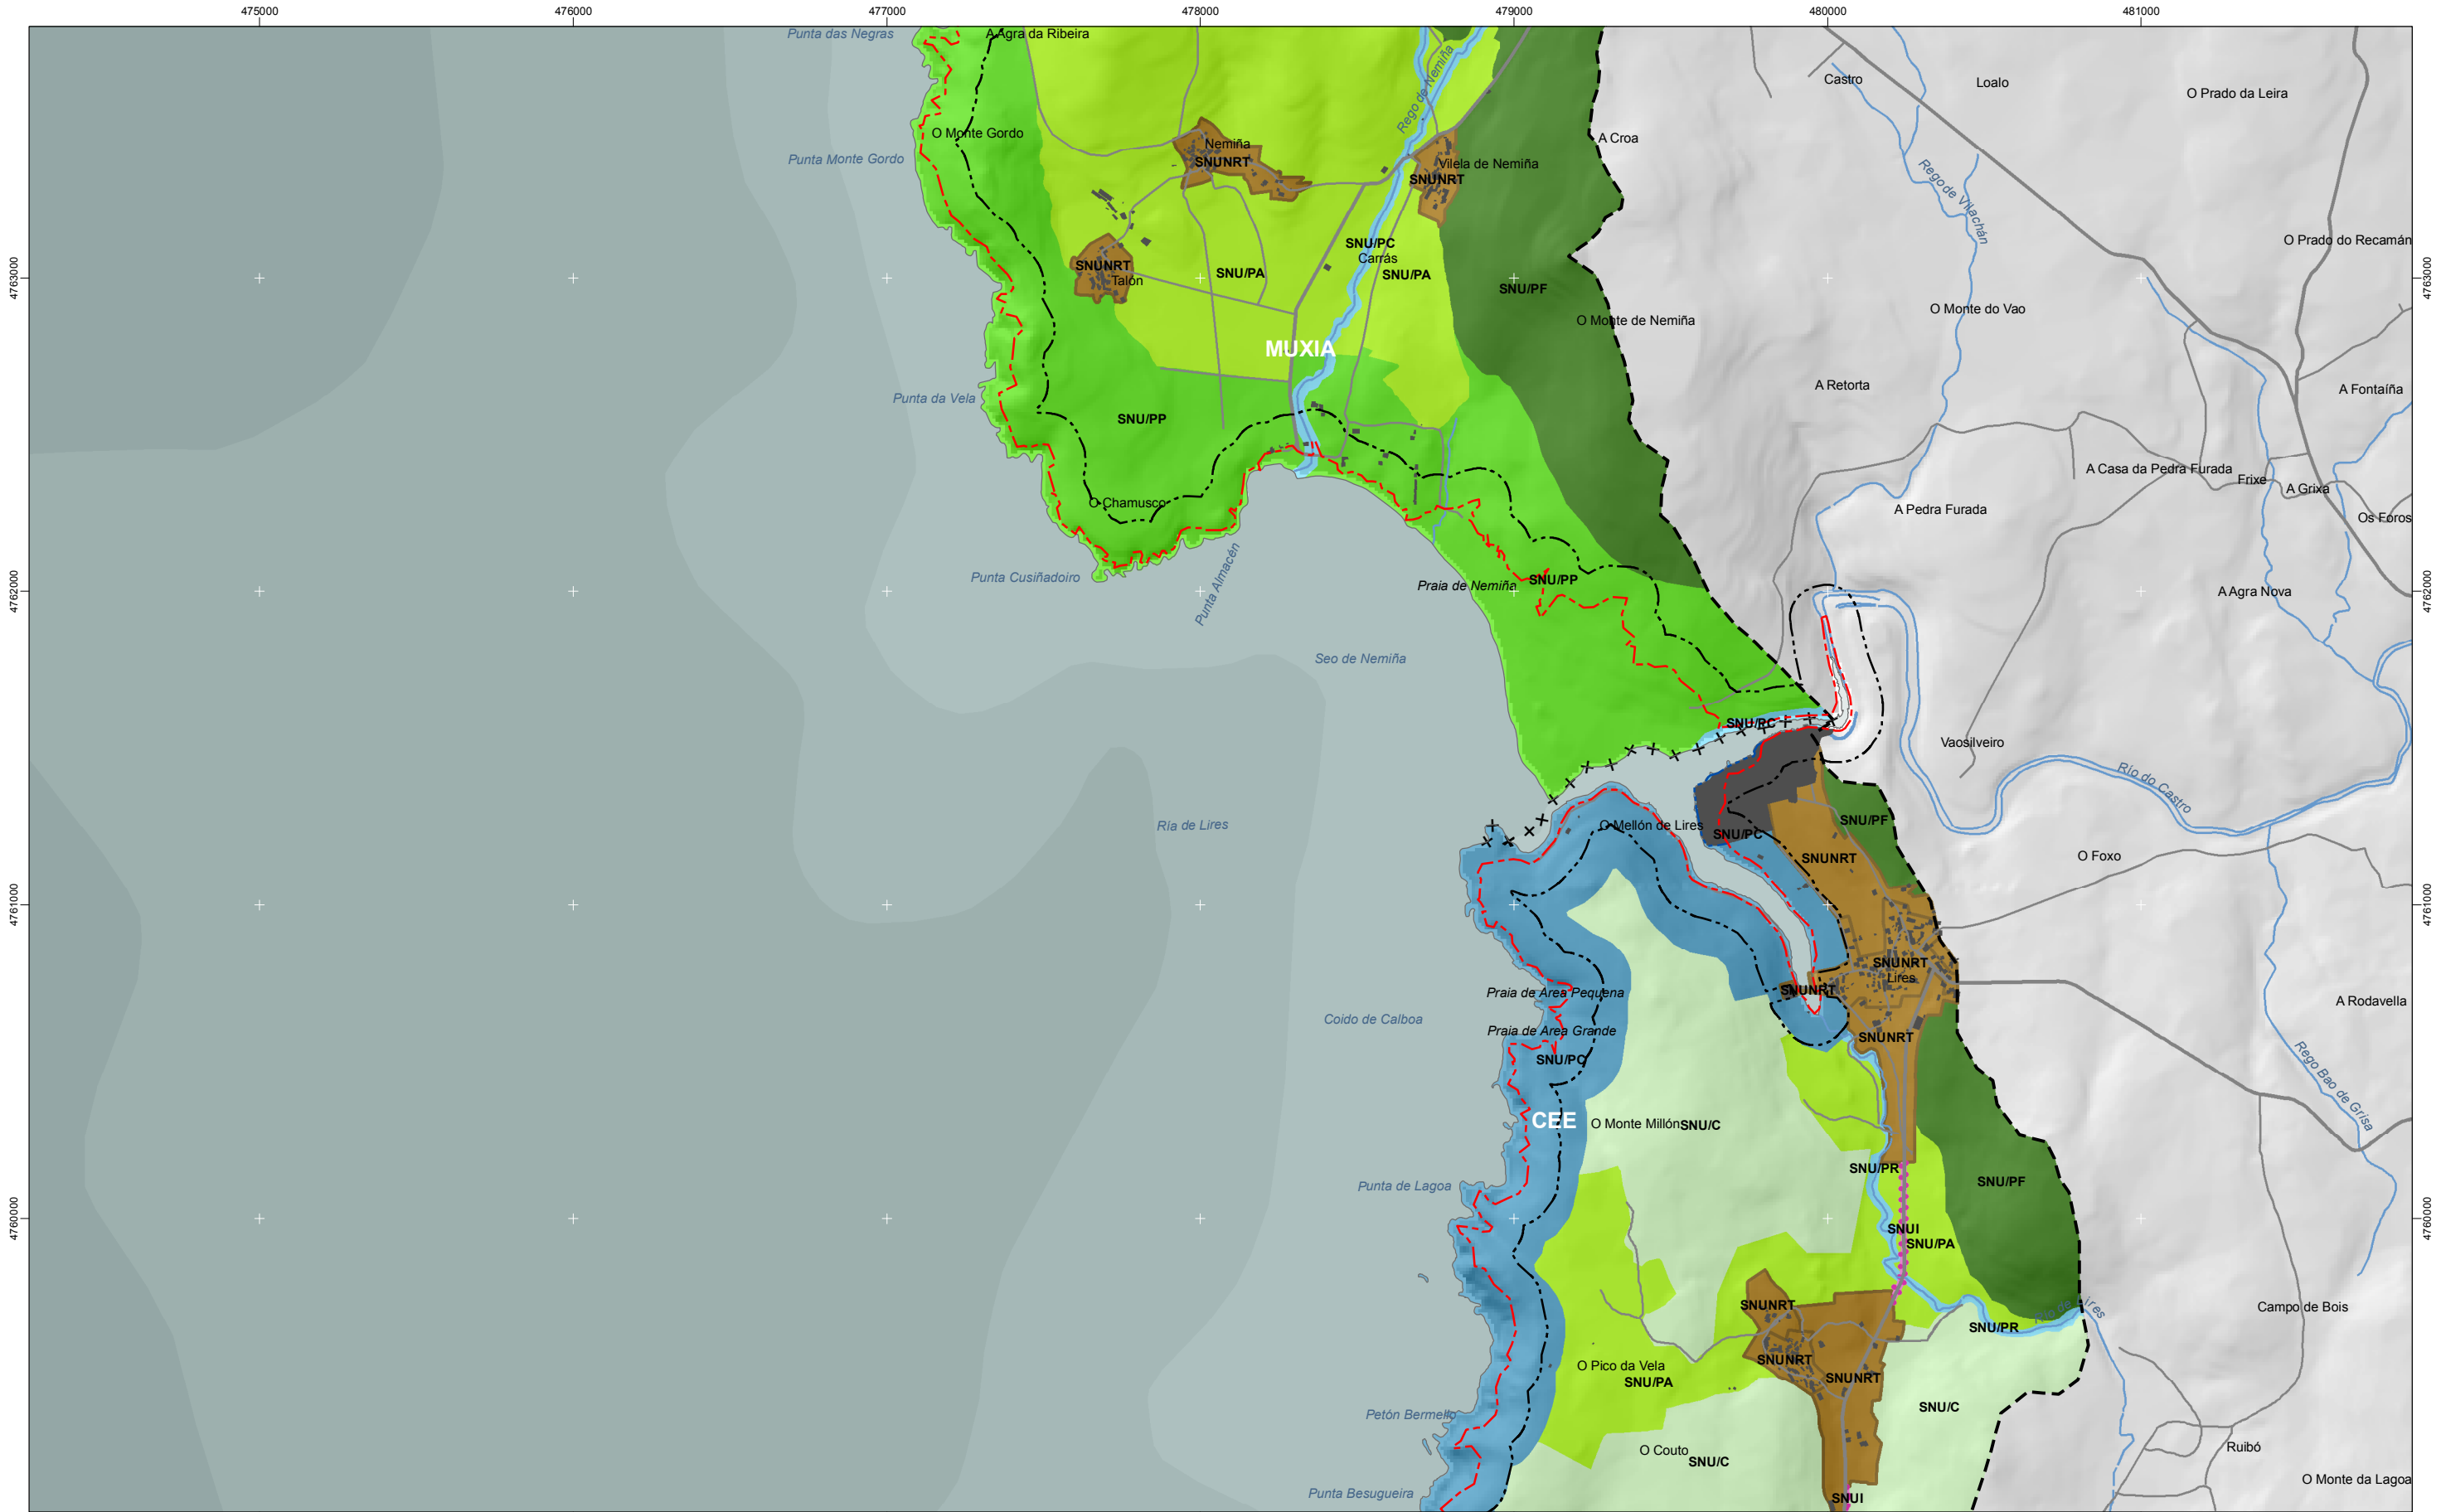 475000
476000
477000
478000
479000
480000
481000
Punta das Negras
A Agra da Ribeira
Castro
Loalo
O Prado da Leira
Rego de Nemiña
O Monte Gordo
A Croa
Punta Monte Gordo
Nemiña
SNUNRT
Vilela de Nemiña
SNUNRT
Rego de Vilachán
O Prado do Recamán
SNU/PC
Carrás
SNUNRT
Talón
SNU/PA
SNU/PA
4763000
4763000
SNU/PF
O Monte do Vao
O Monte de Nemiña
MUXIA
A Retorta
A Fontaíña
Punta da Vela
SNU/PP
A Casa da Pedra Furada
Frixe
A Grixa
O Chamusco
A Pedra Furada
Os Foros
Punta Cusiñadoiro
Punta Almacén
Praia de Nemiña
SNU/PP
4762000
4762000
A Agra Nova
Seo de Nemiña
SNU/PC
Vaosilveiro
Río do Castro
Ria de Lires
O Mellón de Lires
SNU/PC
SNU/PF
SNUNRT
O Foxo
4761000
4761000
SNUNRT
Lires
Praia de Area Pequena
SNUNRT
A Rodavella
Coido de Calboa
Praia de Area Grande
SNUNRT
SNU/PC
Rego Bao de Grisa
CEE
O Monte Millón
SNU/C
SNU/PR
Punta de Lagoa
SNU/PF
4760000
4760000
SNUI
SNU/PA
SNUNRT
Campo de Bois
SNU/PR
O Pico da Vela
SNU/PA
SNUNRT
SNUNRT
SNU/C
Petón Bermello
O Couto
SNU/C
Ruibó
O Monte da Lagoa
Punta Besugueira
SNUI